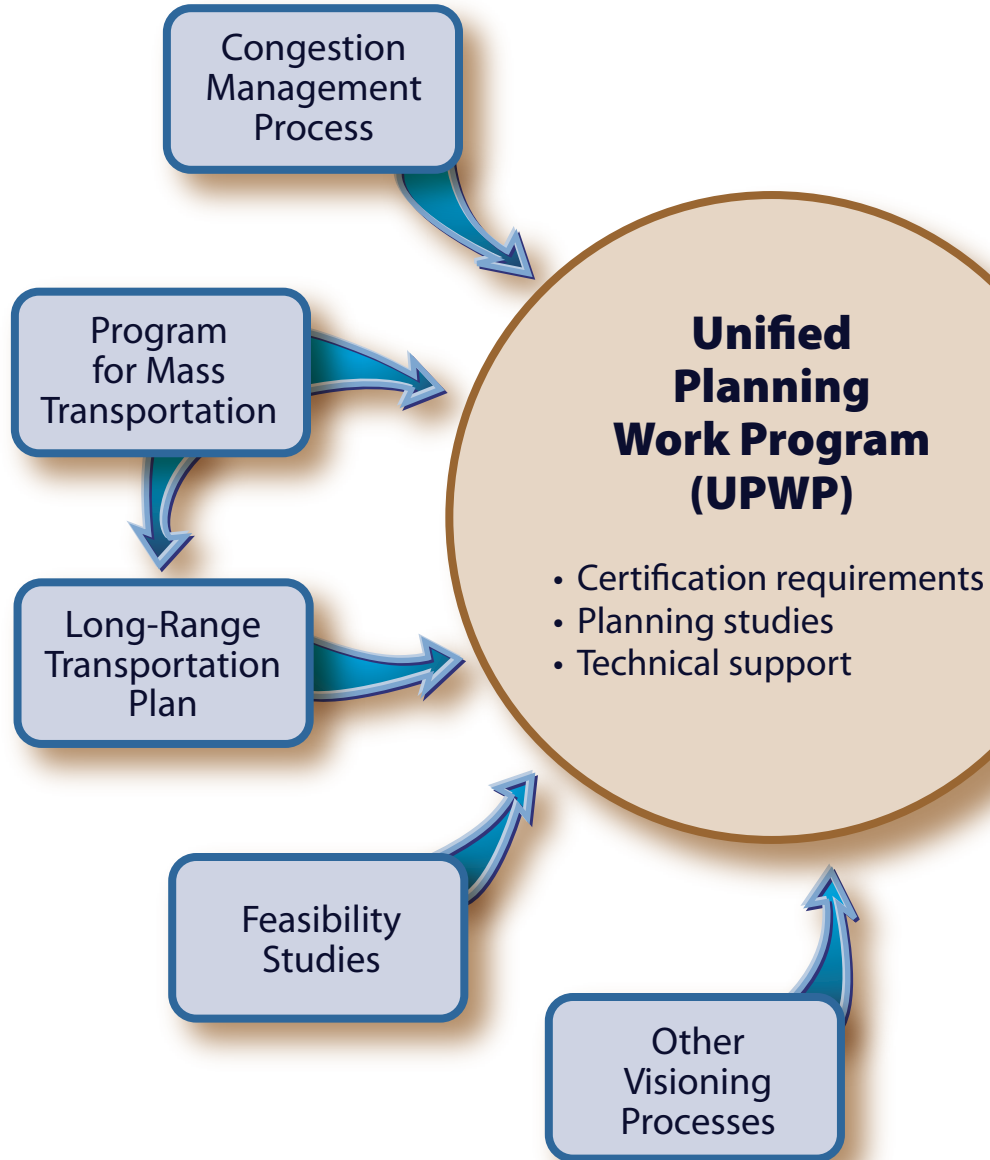 Congestion
Management
Process
Program
for Mass
Transportation
Unified
Planning
Work Program
(UPWP)
• Certification requirements
• Planning studies
• Technical support
Long-Range
Transportation
Plan
Feasibility
Studies
Other
Visioning
Processes